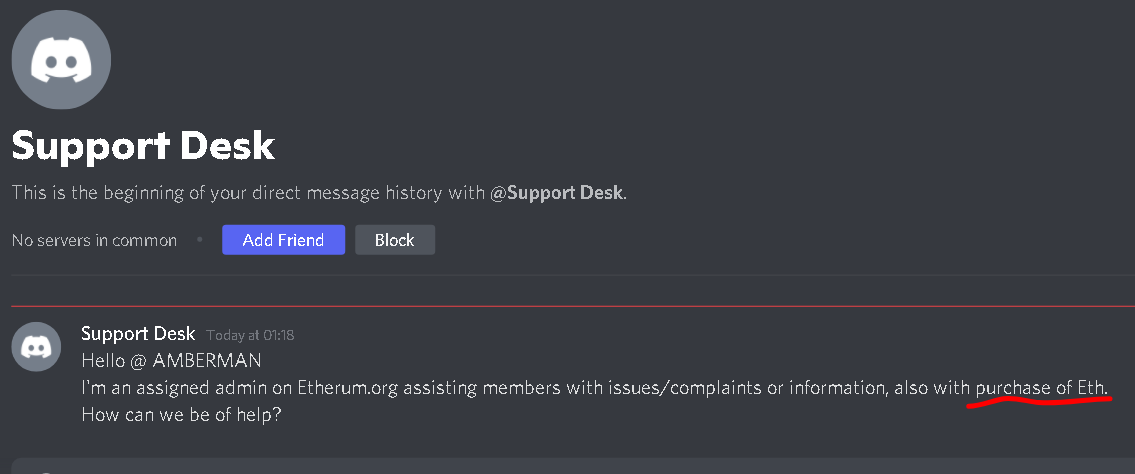 Support Desk
This is the beginning of your direct message history with @Support Desk.
No servers in common • Add Friend Block
Support Desk Today at 01:18
Hello @ AMBERMAN
I'm an assigned admin on Etherum.org assisting members with issues/complaints or information, also with purchase of Eth.
How can we be of help?